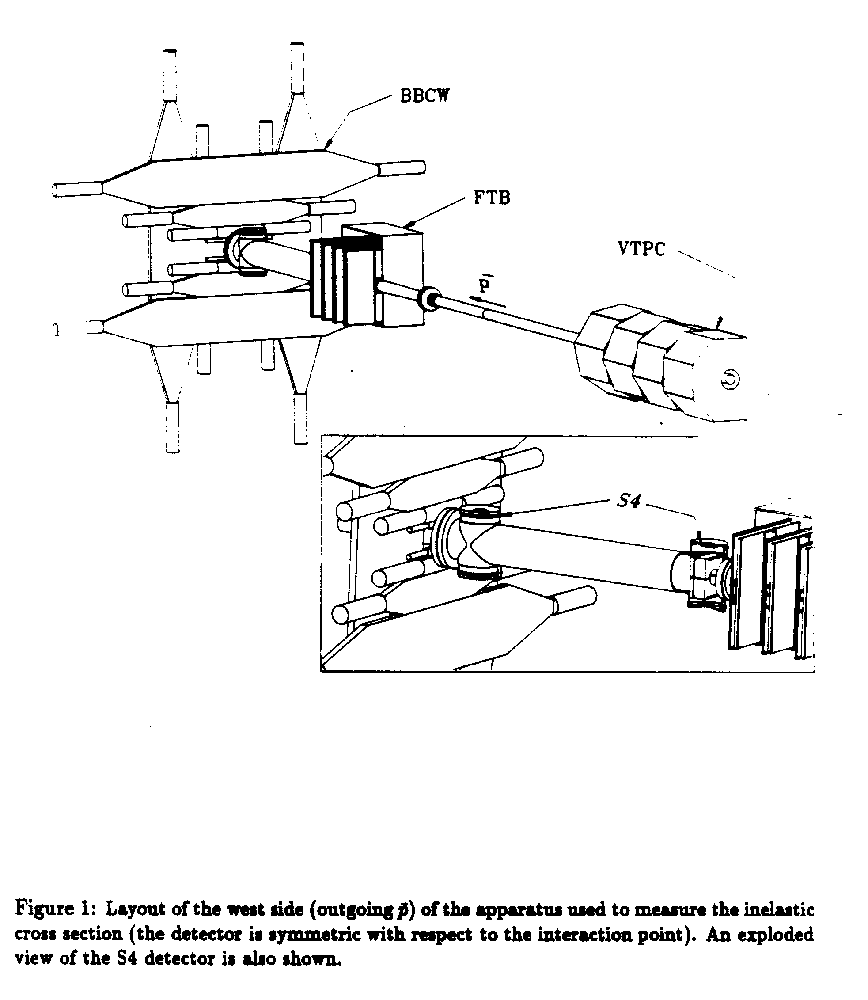 BBCW
FTB
VTPC
p̄
S4
Figure 1: Layout of the west side (outgoing p̄) of the apparatus used to measure the inelastic
cross section (the detector is symmetric with respect to the interaction point). An exploded
view of the S4 detector is also shown.